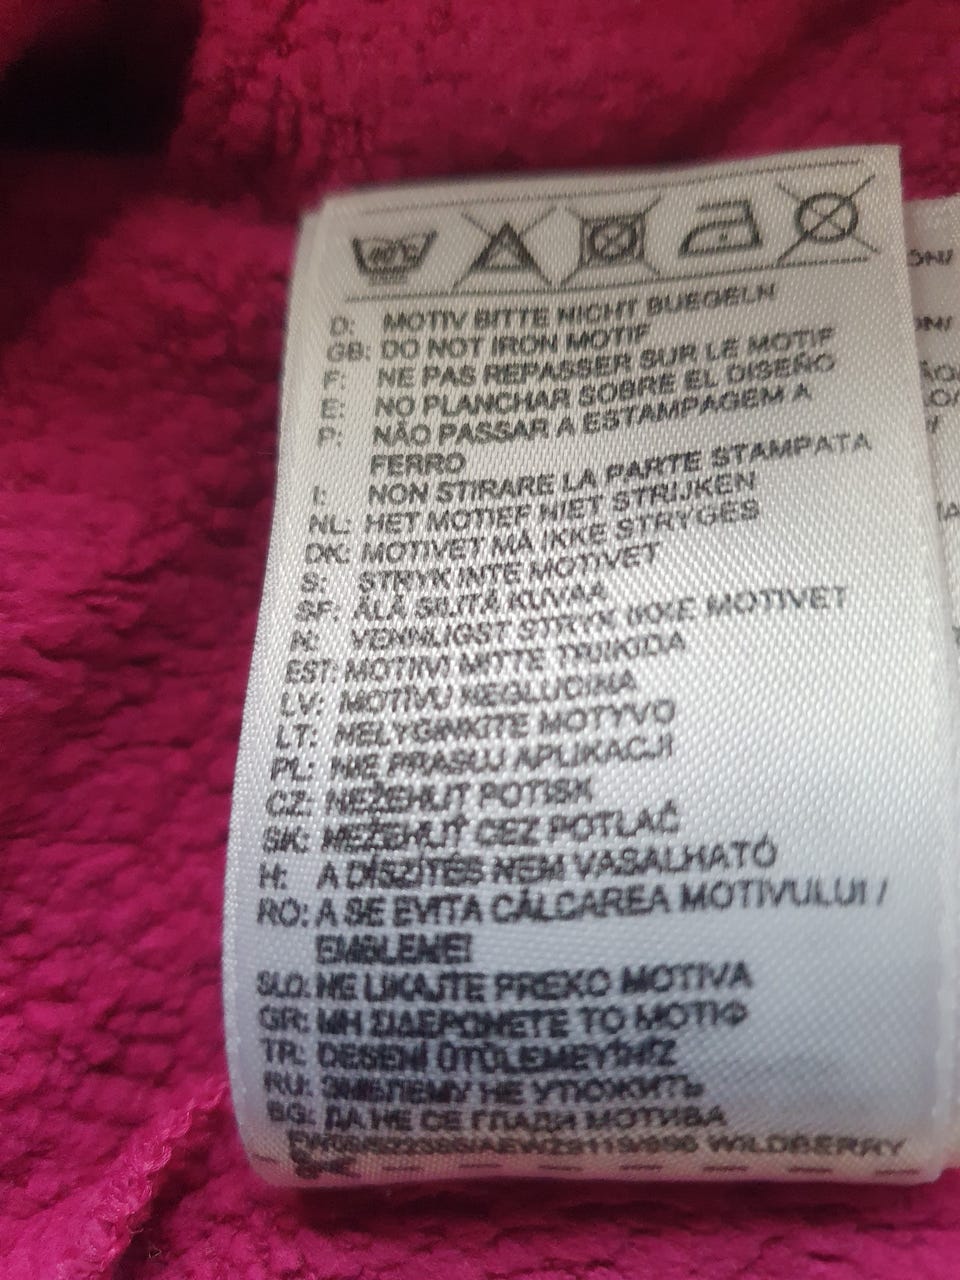 D: MOTIV BITTE NICHT BUEGELN
GB: DO NOT IRON MOTIF
F: NE PAS REPASSER SUR LE MOTIF
E: NO PLANCHAR SOBRE EL DISEÑO
P: NÃO PASSAR A ESTAMPAGEM A
FERRO
I: NON STIRARE LA PARTE STAMPATA
NL: HET MOTIEF NIET STRIJKEN
DK: MOTIVET MÅ IKKE STRYGES
S: STRYK INTE MOTIVET
SF: ÄLÄ SILITÄ KUVAA
N: VENNLIGST STRYK IKKE MOTIVET
EST: MOTIIVI MITTE TRIIKIDA
LV: MOTĪVU NEGLUDINA
LT: NELYGINKITE MOTYVO
PL: NIE PRASUJ APLIKACJI
CZ: NEŽEHLIT POTISK
SK: NEŽEHLIŤ CEZ POTLAČ
H: A DÍSZÍTÉS NEM VASALHATÓ
RO: A SE EVITA CĂLCAREA MOTIVULUI /
EMBLEMEI
SLO: NE LIKAJTE PREKO MOTIVA
GR: ΜΗ ΣΙΔΕΡΩΝΕΤΕ ΤΟ ΜΟΤΙΦ
TR: DESENİ ÜTÜLEMEYİNİZ
RU: ЭМБЛЕМУ НЕ УТЮЖИТЬ
BG: ДА НЕ СЕ ГЛАДИ МОТИВА
WILDBERRY